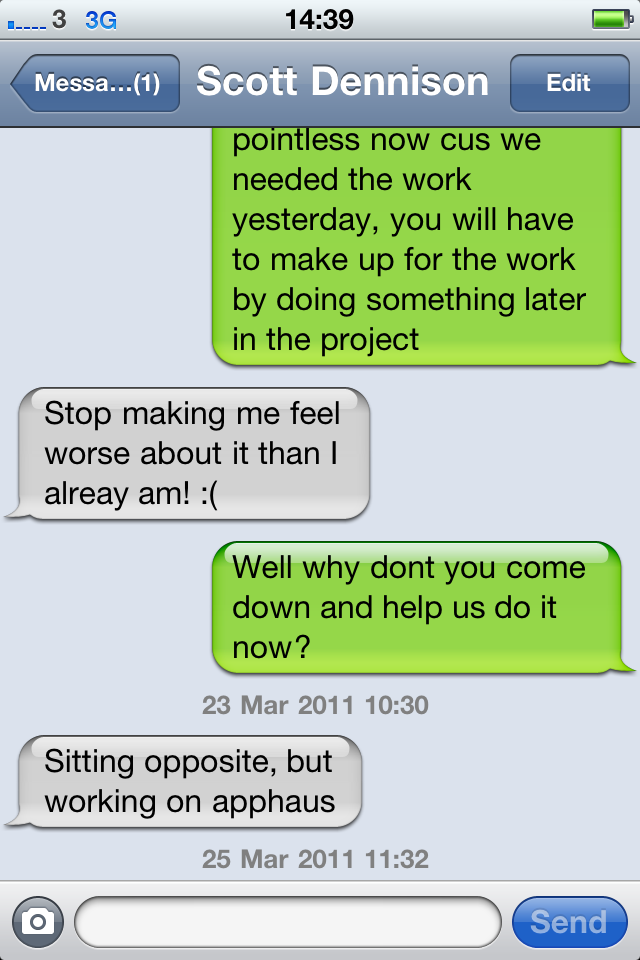 3 3G 14:39
Messa...(1) Scott Dennison Edit
pointless now cus we
needed the work
yesterday, you will have
to make up for the work
by doing something later
in the project
Stop making me feel
worse about it than I
alreay am! :(
Well why dont you come
down and help us do it
now?
23 Mar 2011 10:30
Sitting opposite, but
working on apphaus
25 Mar 2011 11:32
Send